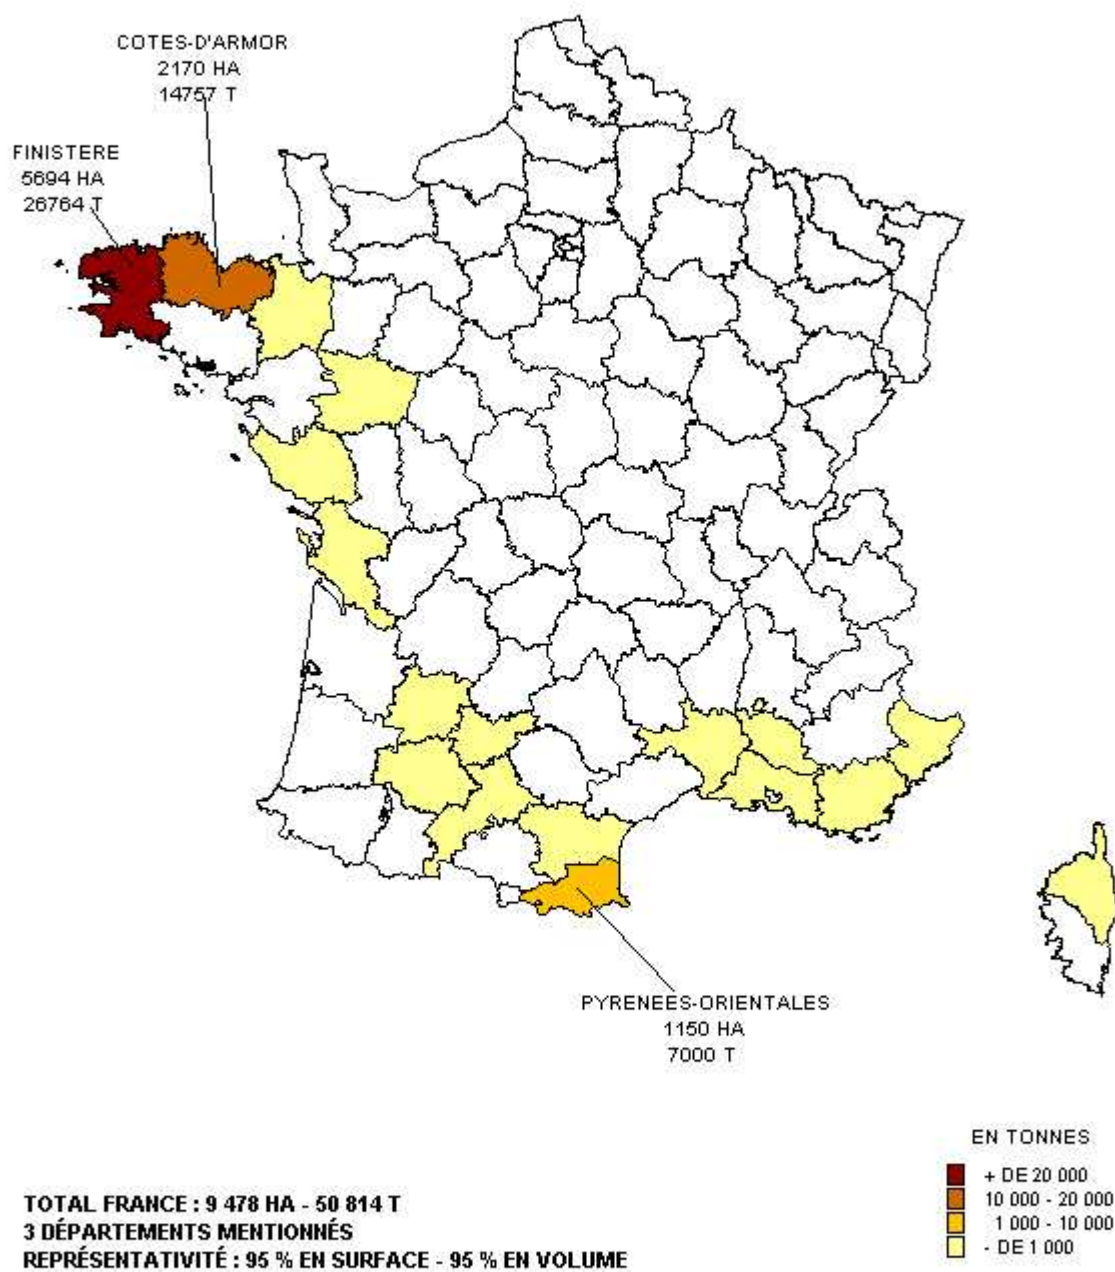 COTES-D'ARMOR
2170 HA
14757 T
FINISTERE
5694 HA
26764 T
PYRENEES-ORIENTALES
1150 HA
7000 T
EN TONNES
+ DE 20 000
10 000 - 20 000
1 000 - 10 000
- DE 1 000
TOTAL FRANCE : 9 478 HA - 50 814 T
3 DÉPARTEMENTS MENTIONNÉS
REPRÉSENTATIVITÉ : 95 % EN SURFACE - 95 % EN VOLUME